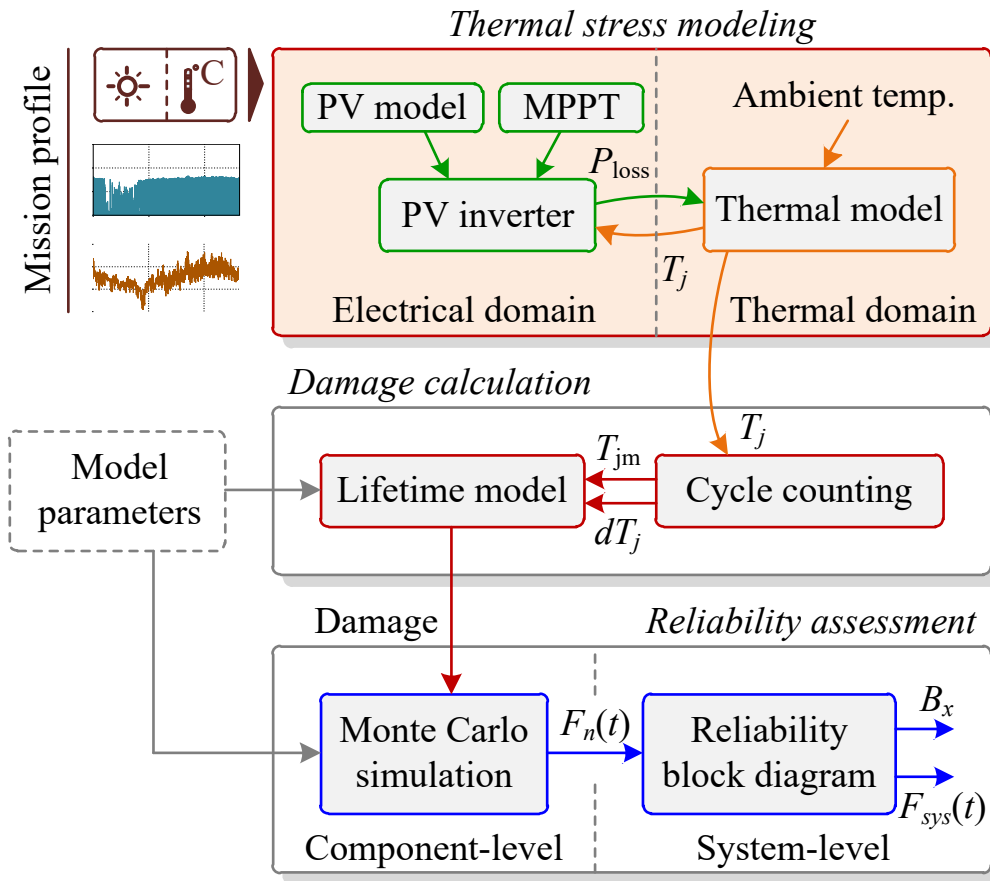 Thermal stress modeling
Mission profile
°C
PV model
MPPT
Ambient temp.
P_loss
PV inverter
Thermal model
T_j
Electrical domain
Thermal domain
Damage calculation
T_j
Model
parameters
T_jm
Lifetime model
Cycle counting
dT_j
Damage
Reliability assessment
Monte Carlo
simulation
F_n(t)
Reliability
block diagram
B_x
F_sys(t)
Component-level
System-level